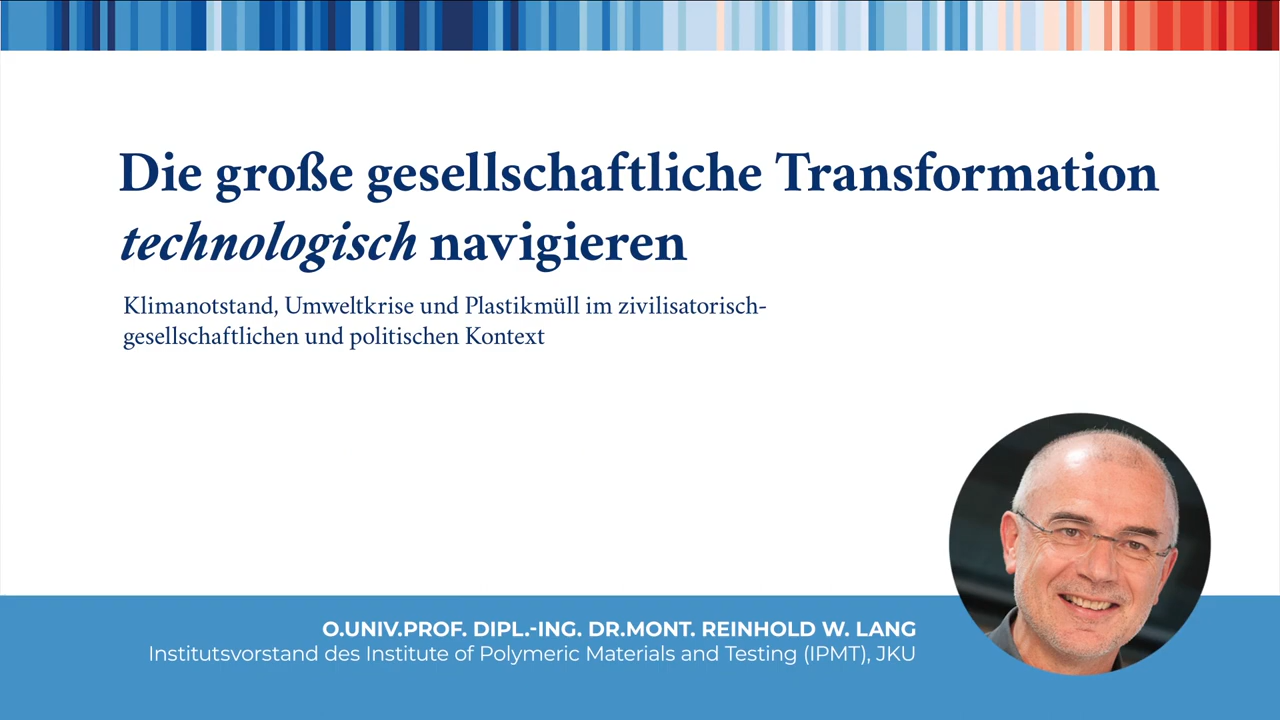 Die große gesellschaftliche Transformation
technologisch navigieren
Klimanotstand, Umweltkrise und Plastikmüll im zivilisatorisch-
gesellschaftlichen und politischen Kontext
O.UNIV.PROF. DIPL.-ING. DR.MONT. REINHOLD W. LANG
Institutsvorstand des Institute of Polymeric Materials and Testing (IPMT), JKU